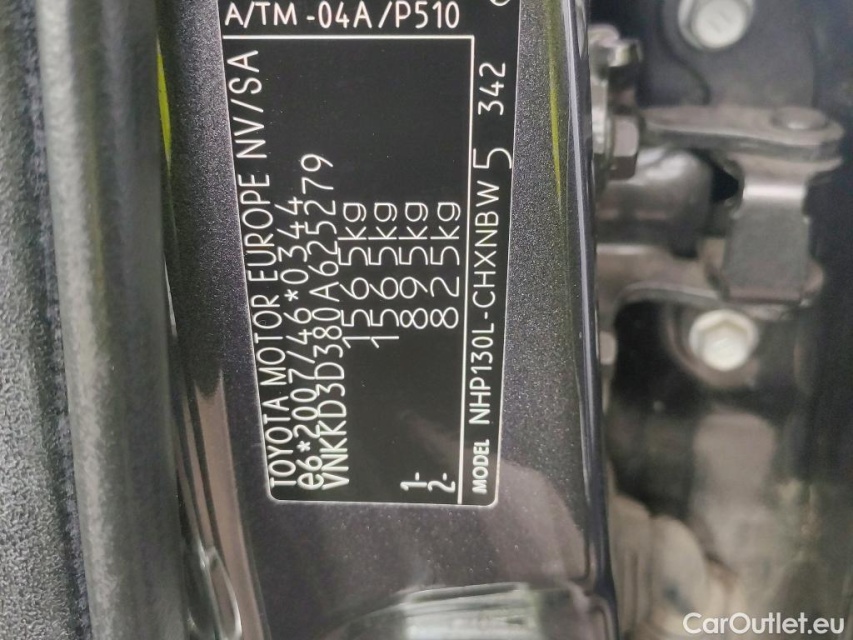 A/TM -04A /P510
TOYOTA MOTOR EUROPE NV/SA
e6*2007/46*0344
VNKKD3D380A625279
1565kg
1565kg
1- 895kg
2- 825kg
MODEL NHP130L-CHXNBW 5 342
CarOutlet.eu